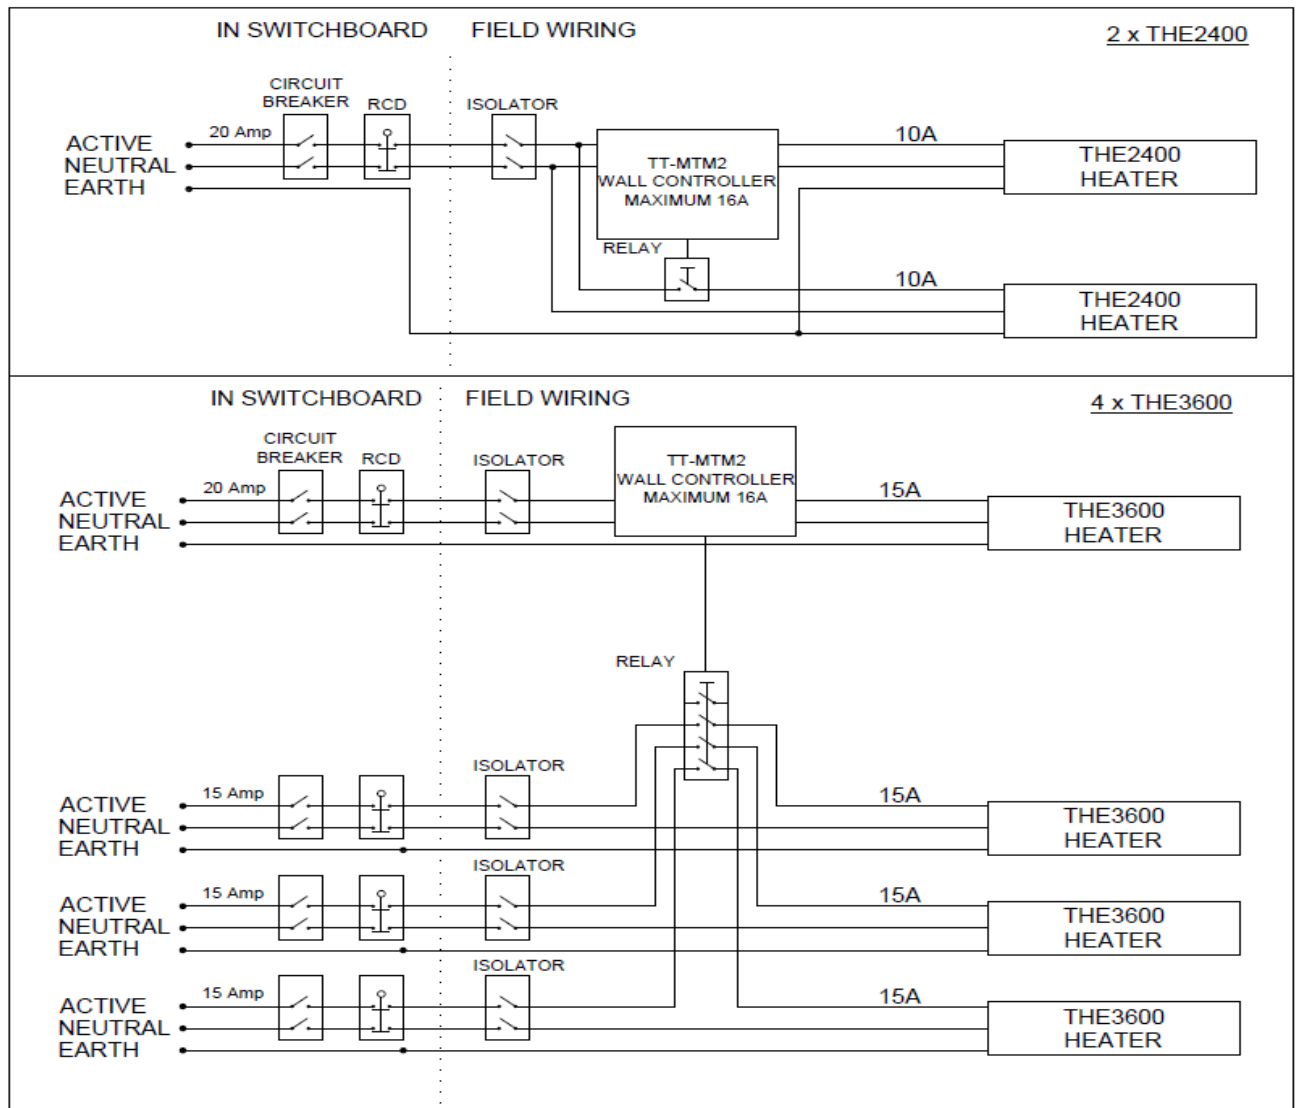 IN SWITCHBOARD
FIELD WIRING
2 x THE2400
CIRCUIT
BREAKER
RCD
ISOLATOR
20 Amp
ACTIVE
NEUTRAL
EARTH
TT-MTM2
WALL CONTROLLER
MAXIMUM 16A
10A
THE2400
HEATER
RELAY
10A
THE2400
HEATER
IN SWITCHBOARD
FIELD WIRING
4 x THE3600
CIRCUIT
BREAKER
RCD
ISOLATOR
20 Amp
ACTIVE
NEUTRAL
EARTH
TT-MTM2
WALL CONTROLLER
MAXIMUM 16A
15A
THE3600
HEATER
RELAY
ISOLATOR
15 Amp
ACTIVE
NEUTRAL
EARTH
15A
THE3600
HEATER
ISOLATOR
15 Amp
ACTIVE
NEUTRAL
EARTH
15A
THE3600
HEATER
ISOLATOR
15 Amp
ACTIVE
NEUTRAL
EARTH
15A
THE3600
HEATER